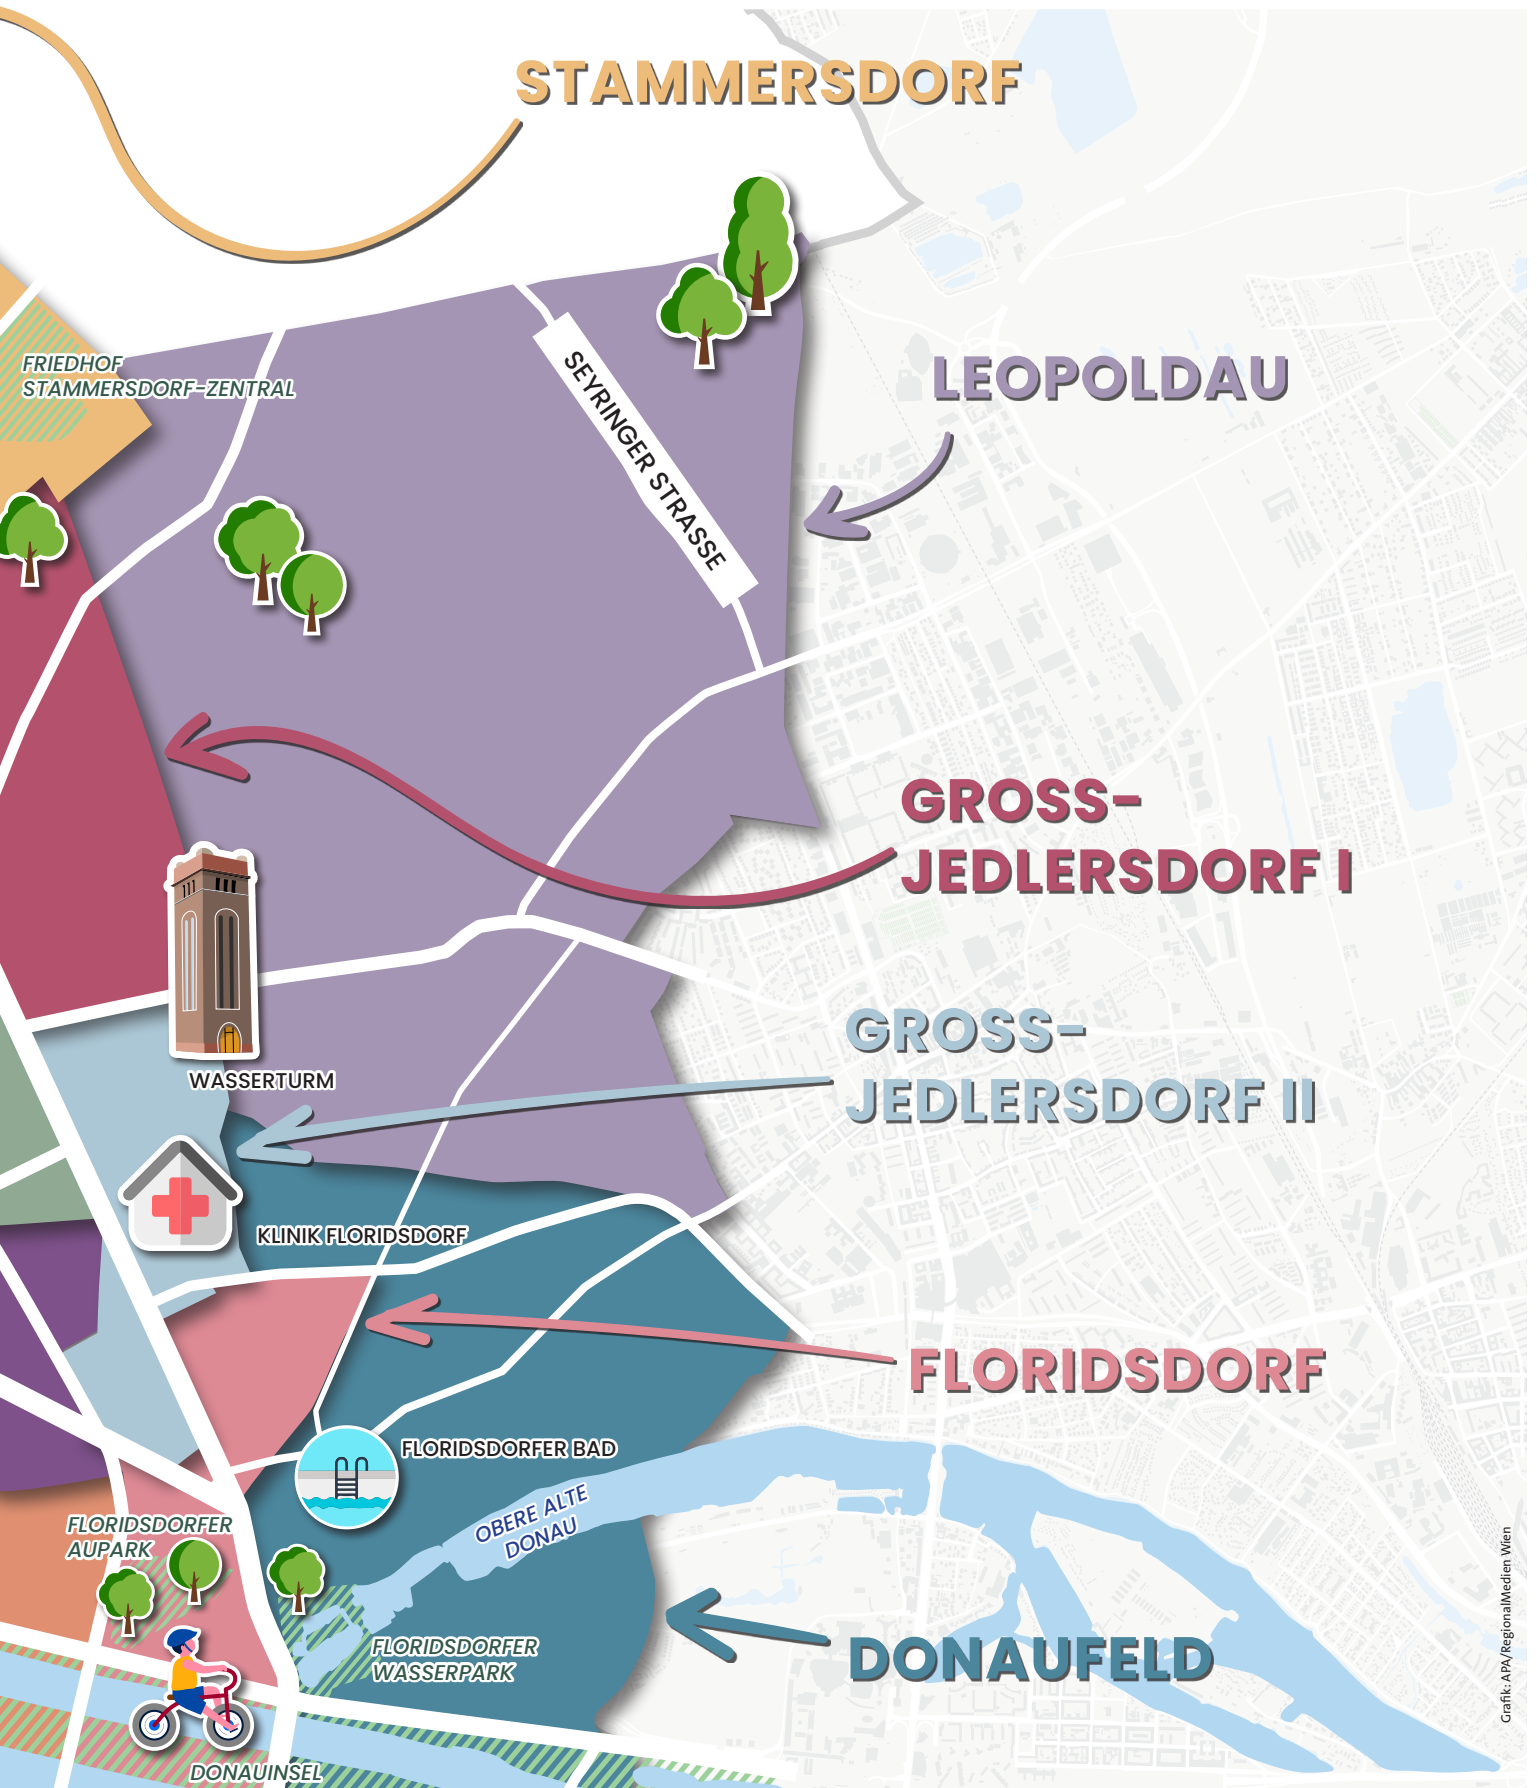 STAMMERSDORF
FRIEDHOF
STAMMERSDORF-ZENTRAL
SEYRINGER STRASSE
LEOPOLDAU
GROSS-
JEDLERSDORF I
GROSS-
JEDLERSDORF II
WASSERTURM
KLINIK FLORIDSDORF
FLORIDSDORF
FLORIDSDORFER BAD
OBERE ALTE
DONAU
FLORIDSDORFER
AUPARK
FLORIDSDORFER
WASSERPARK
DONAUFELD
DONAUINSEL
Grafik: APA/RegionalMedien Wien